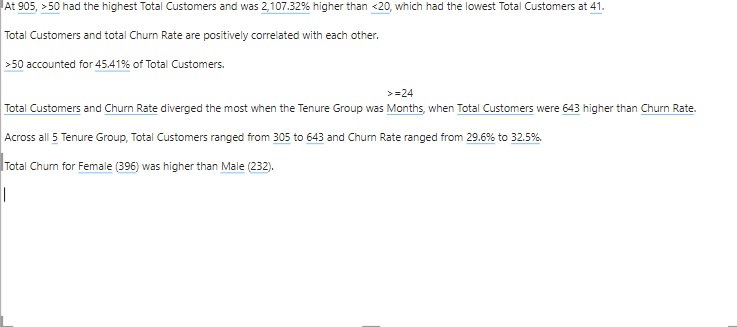 At 905, >50 had the highest Total Customers and was 2,107.32% higher than <20, which had the lowest Total Customers at 41.
Total Customers and total Churn Rate are positively correlated with each other.
>50 accounted for 45.41% of Total Customers.
>=24
Total Customers and Churn Rate diverged the most when the Tenure Group was Months, when Total Customers were 643 higher than Churn Rate.
Across all 5 Tenure Group, Total Customers ranged from 305 to 643 and Churn Rate ranged from 29.6% to 32.5%.
Total Churn for Female (396) was higher than Male (232).